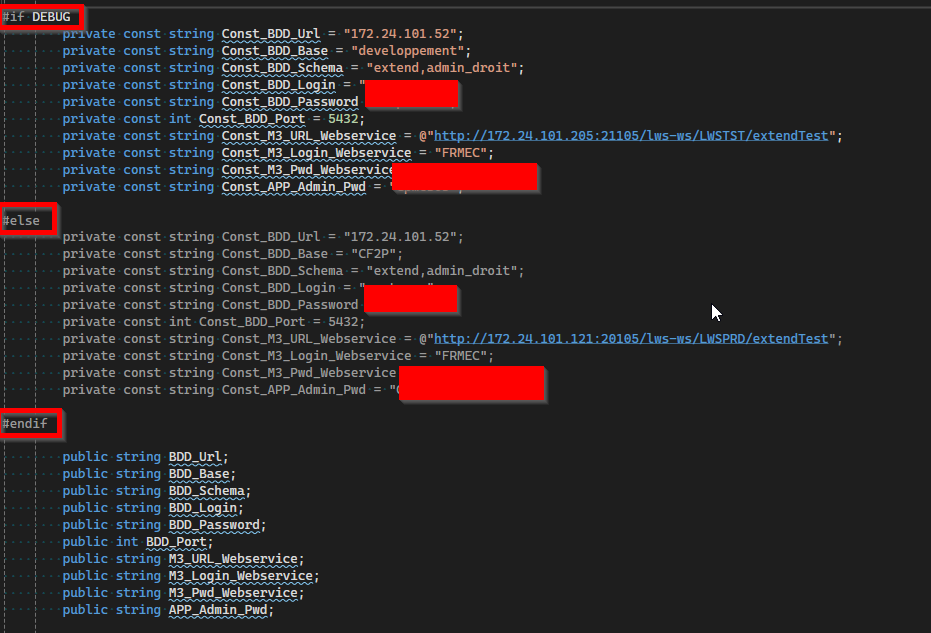 #if DEBUG
private const string Const_BDD_Url = "172.24.101.52";
private const string Const_BDD_Base = "developpement";
private const string Const_BDD_Schema = "extend,admin_droit";
private const string Const_BDD_Login = "
private const string Const_BDD_Password
private const int Const_BDD_Port = 5432;
private const string Const_M3_URL_Webservice = @"http://172.24.101.205:21105/lws-ws/LWSTST/extendTest";
private const string Const_M3_Login_Webservice = "FRMEC";
private const string Const_M3_Pwd_Webservice
private const string Const_APP_Admin_Pwd = "
#else
private const string Const_BDD_Url = "172.24.101.52";
private const string Const_BDD_Base = "CF2P";
private const string Const_BDD_Schema = "extend,admin_droit";
private const string Const_BDD_Login = "
private const string Const_BDD_Password
private const int Const_BDD_Port = 5432;
private const string Const_M3_URL_Webservice = @"http://172.24.101.121:20105/lws-ws/LWSPRD/extendTest";
private const string Const_M3_Login_Webservice = "FRMEC";
private const string Const_M3_Pwd_Webservice
private const string Const_APP_Admin_Pwd = "
#endif
public string BDD_Url;
public string BDD_Base;
public string BDD_Schema;
public string BDD_Login;
public string BDD_Password;
public int BDD_Port;
public string M3_URL_Webservice;
public string M3_Login_Webservice;
public string M3_Pwd_Webservice;
public string APP_Admin_Pwd;